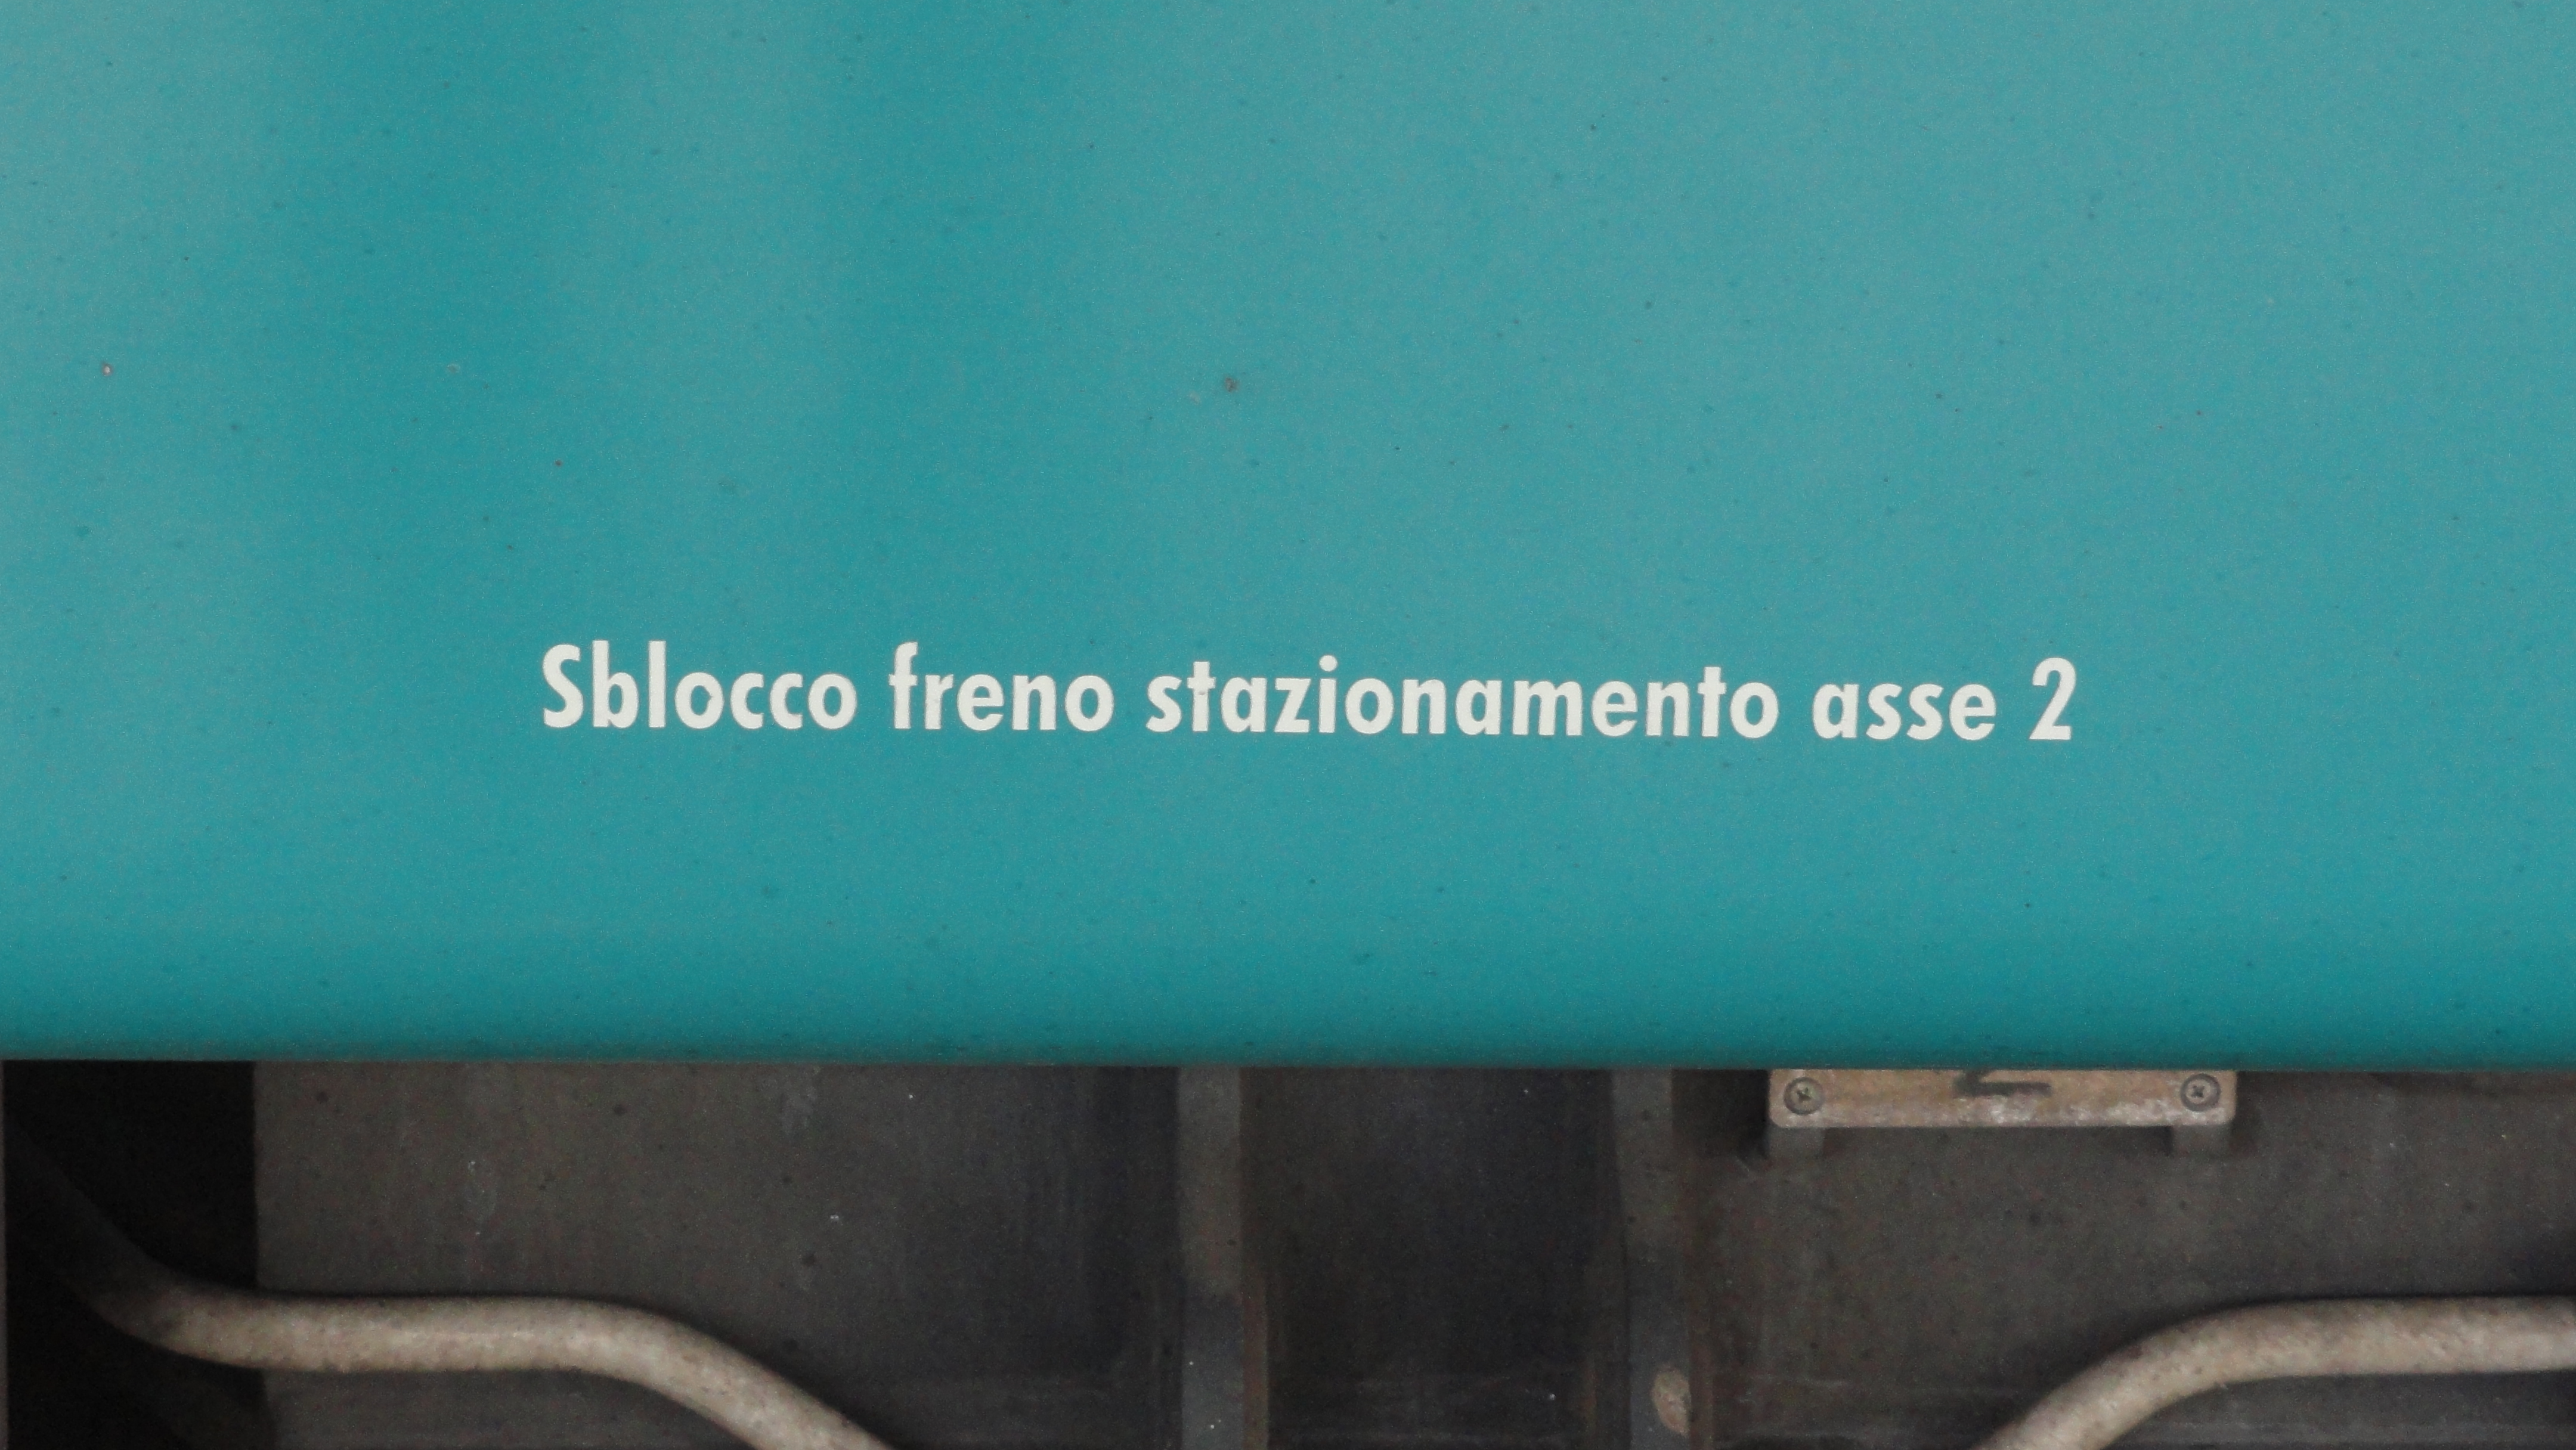 Sblocco freno stazionamento asse 2